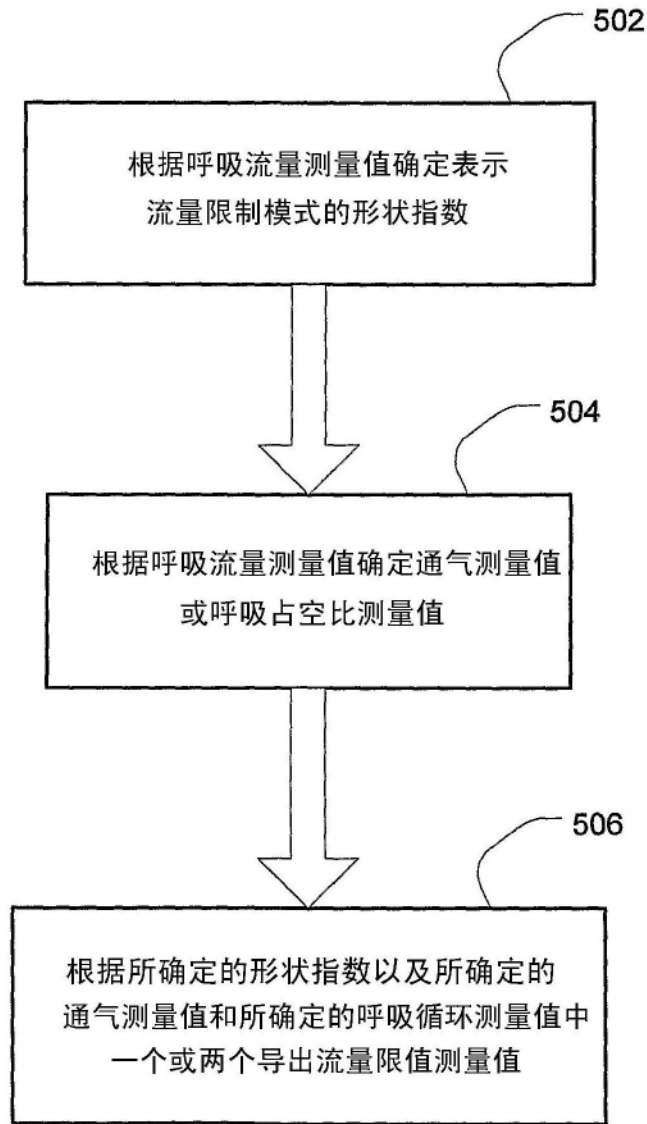 502
根据呼吸流量测量值确定表示
流量限制模式的形状指数
504
根据呼吸流量测量值确定通气测量值
或呼吸占空比测量值
506
根据所确定的形状指数以及所确定的
通气测量值和所确定的呼吸循环测量值中
一个或两个导出流量限值测量值